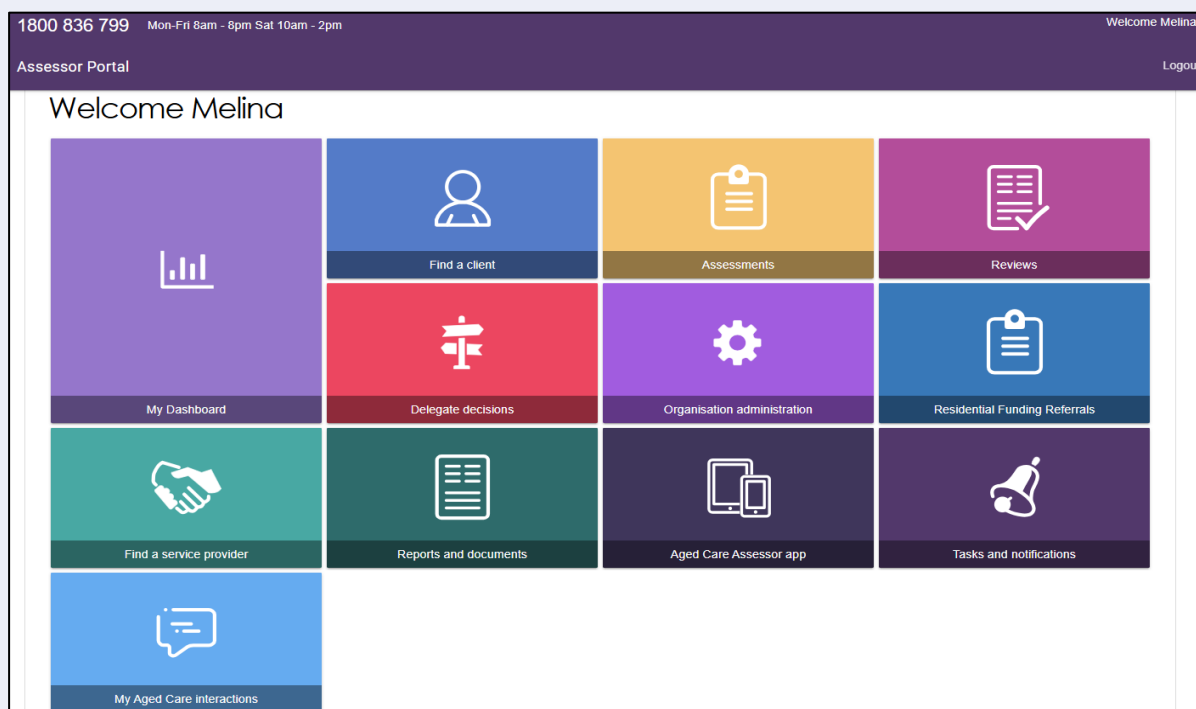 1800 836 799 Mon-Fri 8am - 8pm Sat 10am - 2pm Welcome Melina
Assessor Portal Logou
Welcome Melina
Find a client Assessments Reviews
My Dashboard Delegate decisions Organisation administration Residential Funding Referrals
Find a service provider Reports and documents Aged Care Assessor app Tasks and notifications
My Aged Care interactions